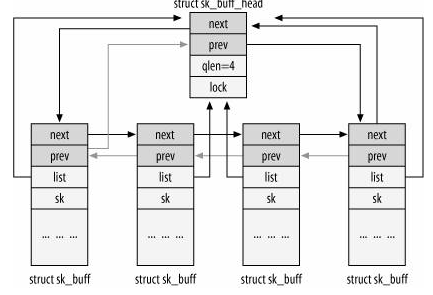 struct sk_buff_head
next
prev
qlen=4
lock
next next next next
prev prev prev prev
list list list list
sk sk sk sk
... ... ... ... ... ... ... ... ... ... ... ...
struct sk_buff struct sk_buff struct sk_buff struct sk_buff